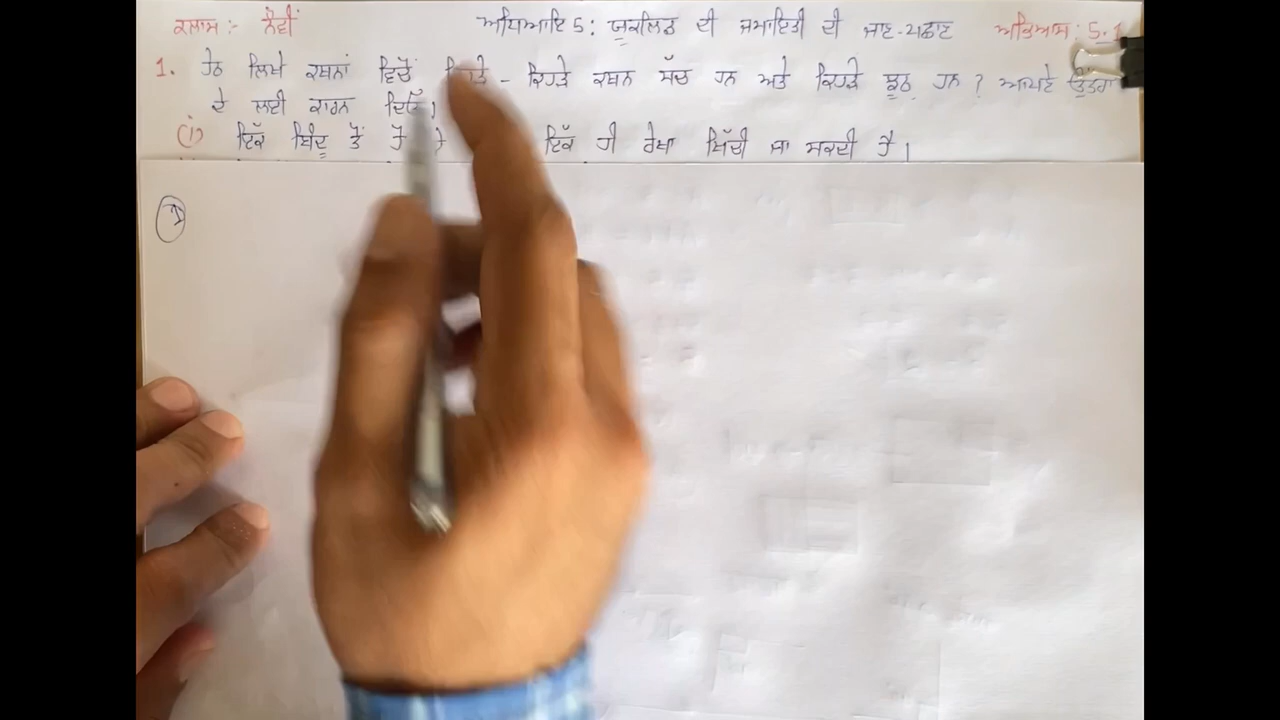 ਕਲਾਸ :- ਨੌਵੀਂ ਅਧਿਆਇ 5: ਯੂਕਲਿਡ ਦੀ ਜਮਾਇਤੀ ਦੀ ਜਾਣ-ਪਛਾਣ ਅਭਿਆਸ : 5.1
1. ਹੇਠ ਲਿਖੇ ਕਥਨਾਂ ਵਿਚੋਂ - ਕਿਹੜੇ ਕਥਨ ਸੱਚ ਹਨ ਅਤੇ ਕਿਹੜੇ ਝੂਠ ਹਨ ? ਆਪਣੇ ਉੱਤਰਾਂ
ਦੇ ਲਈ ਕਾਰਨ ਦਿਓ।
(i) ਇੱਕ ਬਿੰਦੂ ਤੋਂ ਇੱਕ ਹੀ ਰੇਖਾ ਖਿੱਚੀ ਜਾ ਸਕਦੀ ਹੈ।